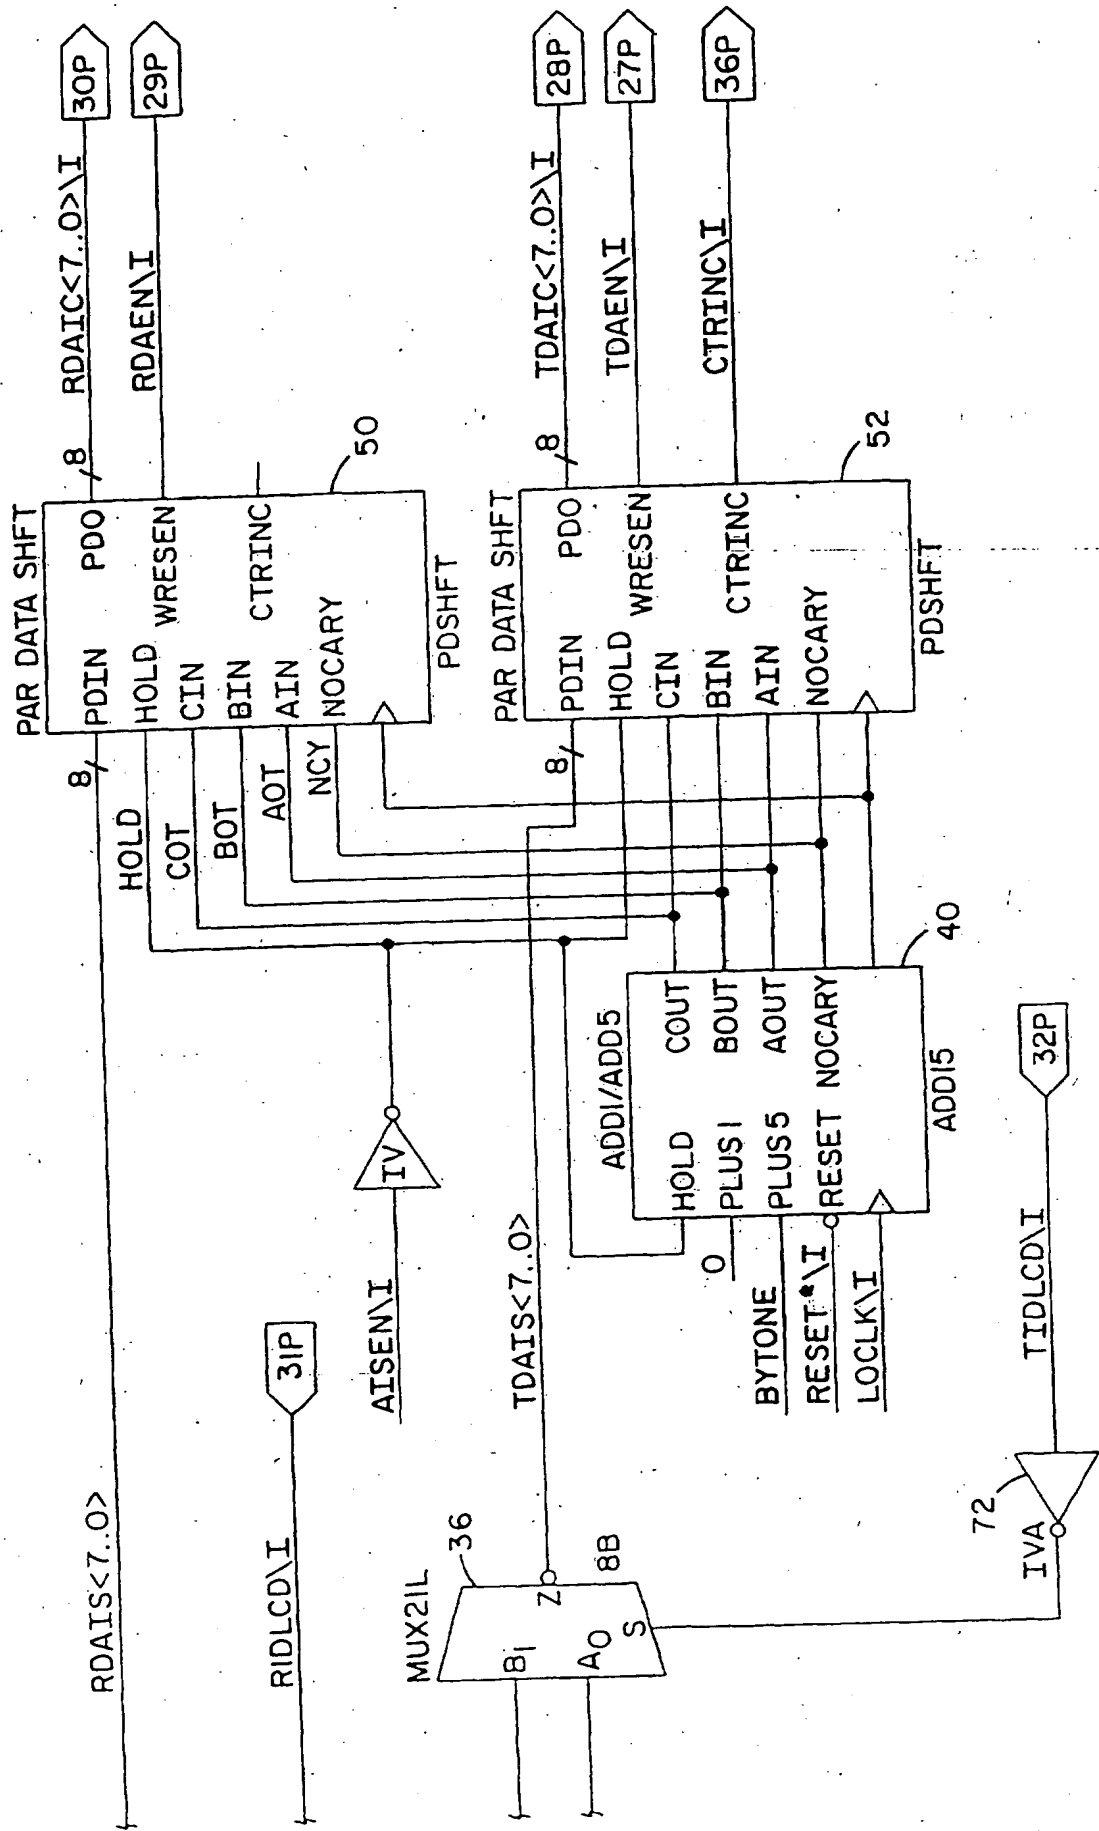 30P
29P
RDAIC<7..0>\I
RDAEN\I
8
50
PAR DATA SHFT
PDIN PDO
HOLD
WRESEN
CIN
BIN
CTRINC
AIN
NOCARY
PDSHFT
8
HOLD
COT
BOT
AOT
NCY
28P
27P
36P
TDAIC<7..0>\I
TDAEN\I
CTRINC\I
8
52
PAR DATA SHFT
PDIN PDO
HOLD
WRESEN
CIN
BIN
CTRINC
AIN
NOCARY
PDSHFT
8
40
ADD1/ADD5
HOLD COUT
PLUS1 BOUT
PLUS5 AOUT
RESET NOCARY
ADD15
0
BYTONE
RESET*\I
LOCLK\I
IV
AISEN\I
TDAIS<7..0>
32P
TIDLCD\I
72
IVA
31P
RIDLCD\I
RDAIS<7..0>
MUX21L
36
8B
B1
A0
Z
S